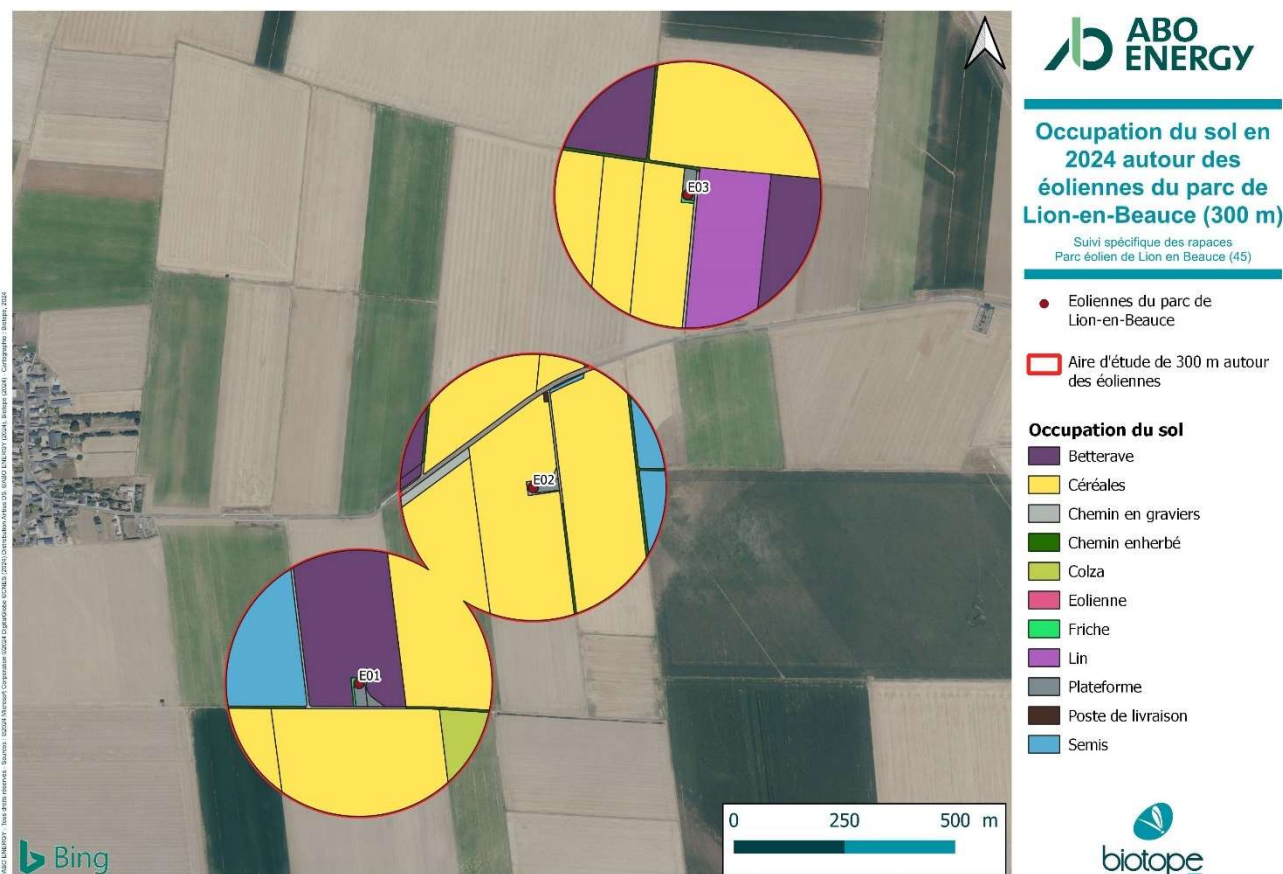 ABO
ENERGY
Occupation du sol en
2024 autour des
éoliennes du parc de
Lion-en-Beauce (300 m)
Suivi spécifique des rapaces
Parc éolien de Lion en Beauce (45)
Eoliennes du parc de
Lion-en-Beauce
Aire d'étude de 300 m autour
des éoliennes
Occupation du sol
Betterave
Céréales
Chemin en graviers
Chemin enherbé
Colza
Eolienne
Friche
Lin
Plateforme
Poste de livraison
Semis
biotope
E03
E02
E01
0 250 500 m
Bing